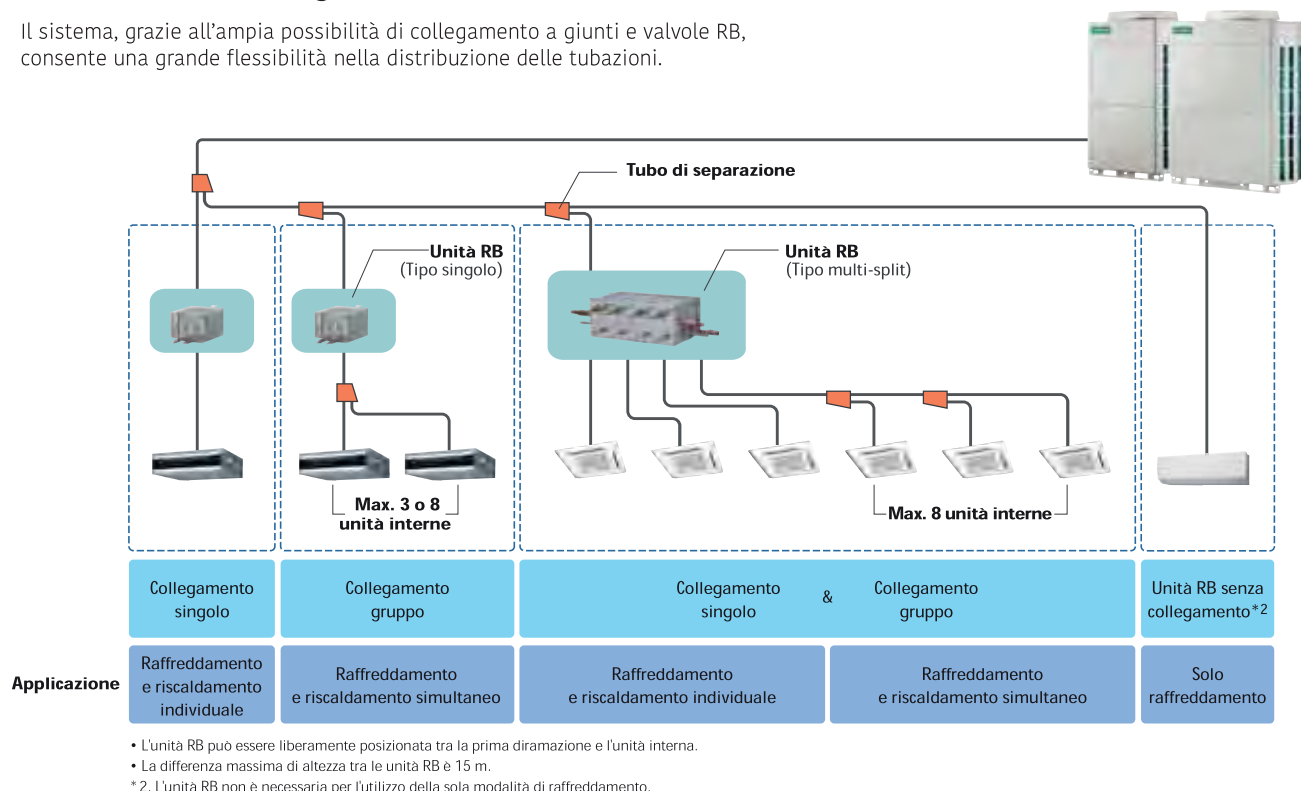 Il sistema, grazie all'ampia possibilità di collegamento a giunti e valvole RB,
consente una grande flessibilità nella distribuzione delle tubazioni.
Tubo di separazione
Unità RB
(Tipo singolo)
Unità RB
(Tipo multi-split)
Max. 3 o 8
unità interne
Max. 8 unità interne
Collegamento
singolo
Collegamento
gruppo
Collegamento
singolo
&
Collegamento
gruppo
Unità RB senza
collegamento*2
Applicazione
Raffreddamento
e riscaldamento
individuale
Raffreddamento
e riscaldamento simultaneo
Raffreddamento
e riscaldamento individuale
Raffreddamento
e riscaldamento simultaneo
Solo
raffreddamento
• L'unità RB può essere liberamente posizionata tra la prima diramazione e l'unità interna.
• La differenza massima di altezza tra le unità RB è 15 m.
*2. L'unità RB non è necessaria per l'utilizzo della sola modalità di raffreddamento.